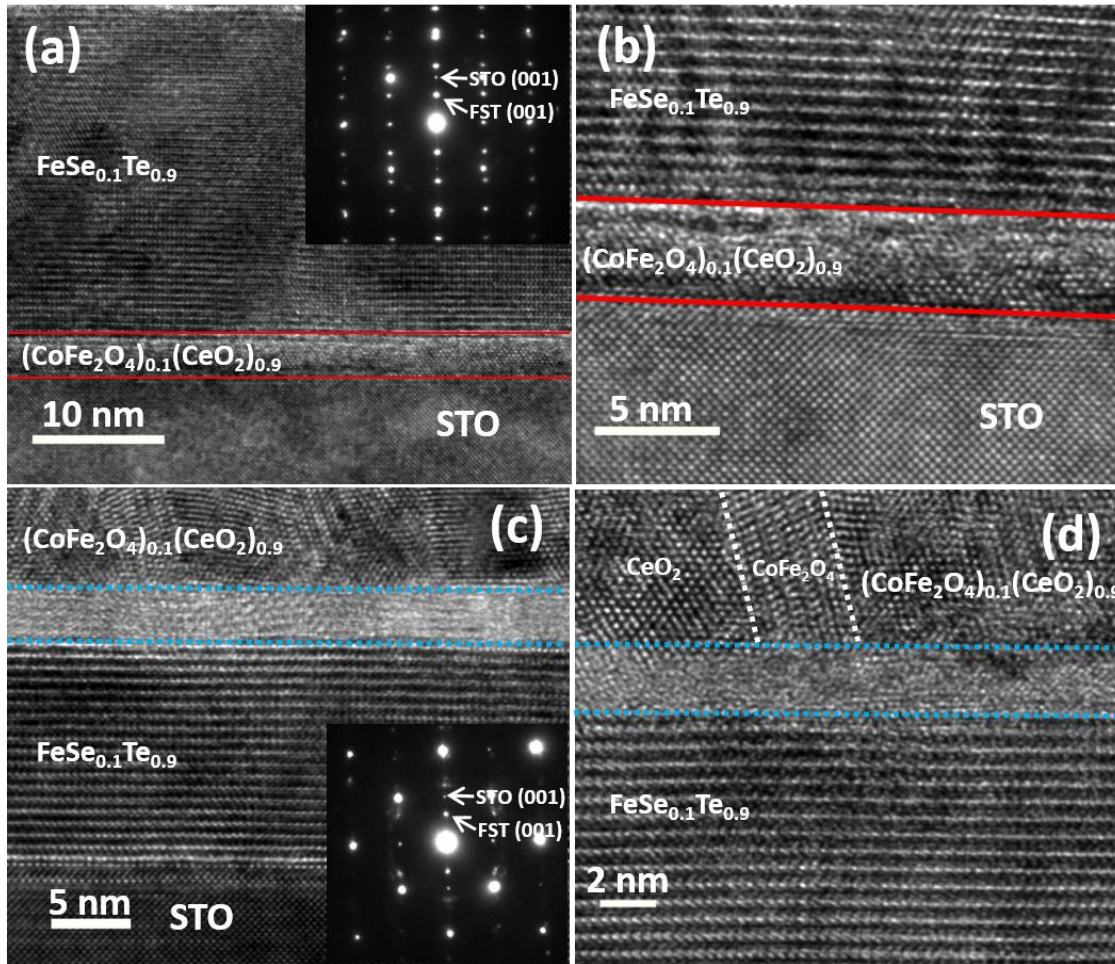 (a)
STO (001)
FST (001)
FeSe0.1Te0.9
(CoFe2O4)0.1(CeO2)0.9
10 nm
STO
(b)
FeSe0.1Te0.9
(CoFe2O4)0.1(CeO2)0.9
5 nm
STO
(c)
(CoFe2O4)0.1(CeO2)0.9
FeSe0.1Te0.9
STO (001)
FST (001)
5 nm
STO
(d)
CeO2
CoFe2O4
(CoFe2O4)0.1(CeO2)0.9
FeSe0.1Te0.9
2 nm